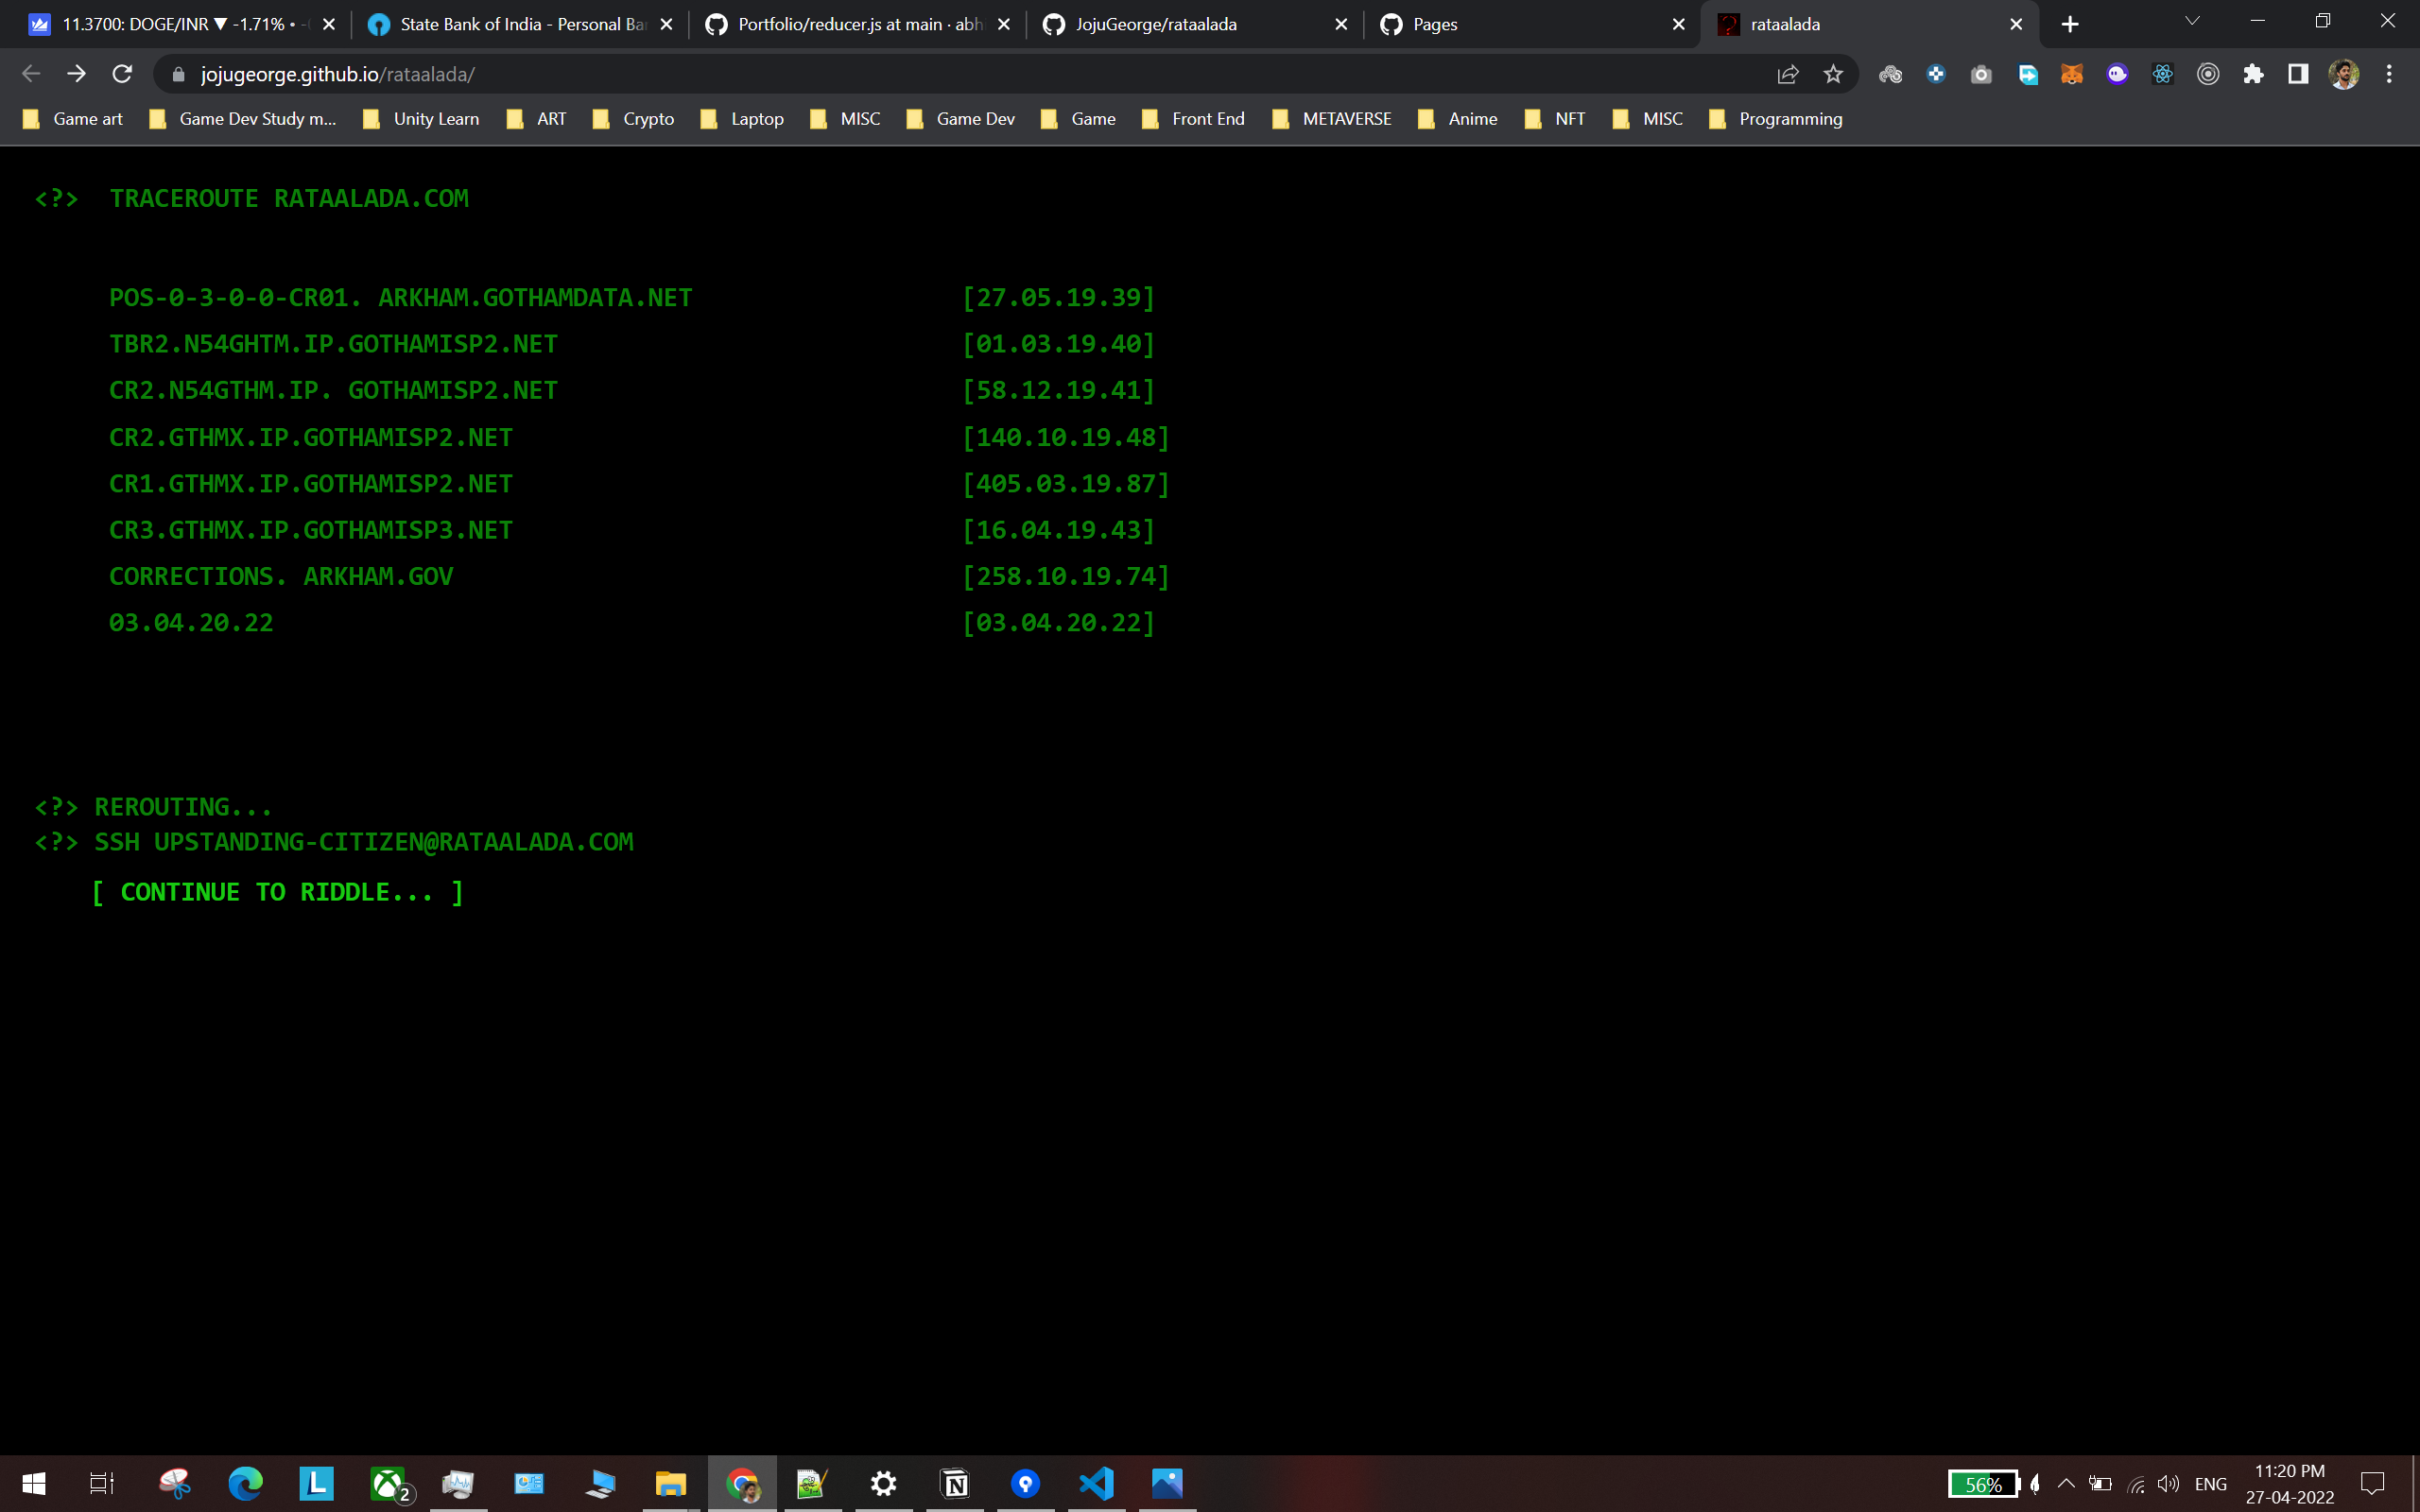 11.3700: DOGE/INR ▼ -1.71% • -
State Bank of India - Personal Ba
Portfolio/reducer.js at main · abh
JojuGeorge/rataalada
Pages
rataalada
jojugeorge.github.io/rataalada/
Game art
Game Dev Study m...
Unity Learn
ART
Crypto
Laptop
MISC
Game Dev
Game
Front End
METAVERSE
Anime
NFT
MISC
Programming
<?> TRACEROUTE RATAALADA.COM
POS-0-3-0-0-CR01. ARKHAM.GOTHAMDATA.NET [27.05.19.39]
TBR2.N54GHTM.IP.GOTHAMISP2.NET [01.03.19.40]
CR2.N54GTHM.IP. GOTHAMISP2.NET [58.12.19.41]
CR2.GTHMX.IP.GOTHAMISP2.NET [140.10.19.48]
CR1.GTHMX.IP.GOTHAMISP2.NET [405.03.19.87]
CR3.GTHMX.IP.GOTHAMISP3.NET [16.04.19.43]
CORRECTIONS. ARKHAM.GOV [258.10.19.74]
03.04.20.22 [03.04.20.22]
<?> REROUTING...
<?> SSH UPSTANDING-CITIZEN@RATAALADA.COM
[ CONTINUE TO RIDDLE... ]
L
2
N
56%
ENG
11:20 PM
27-04-2022